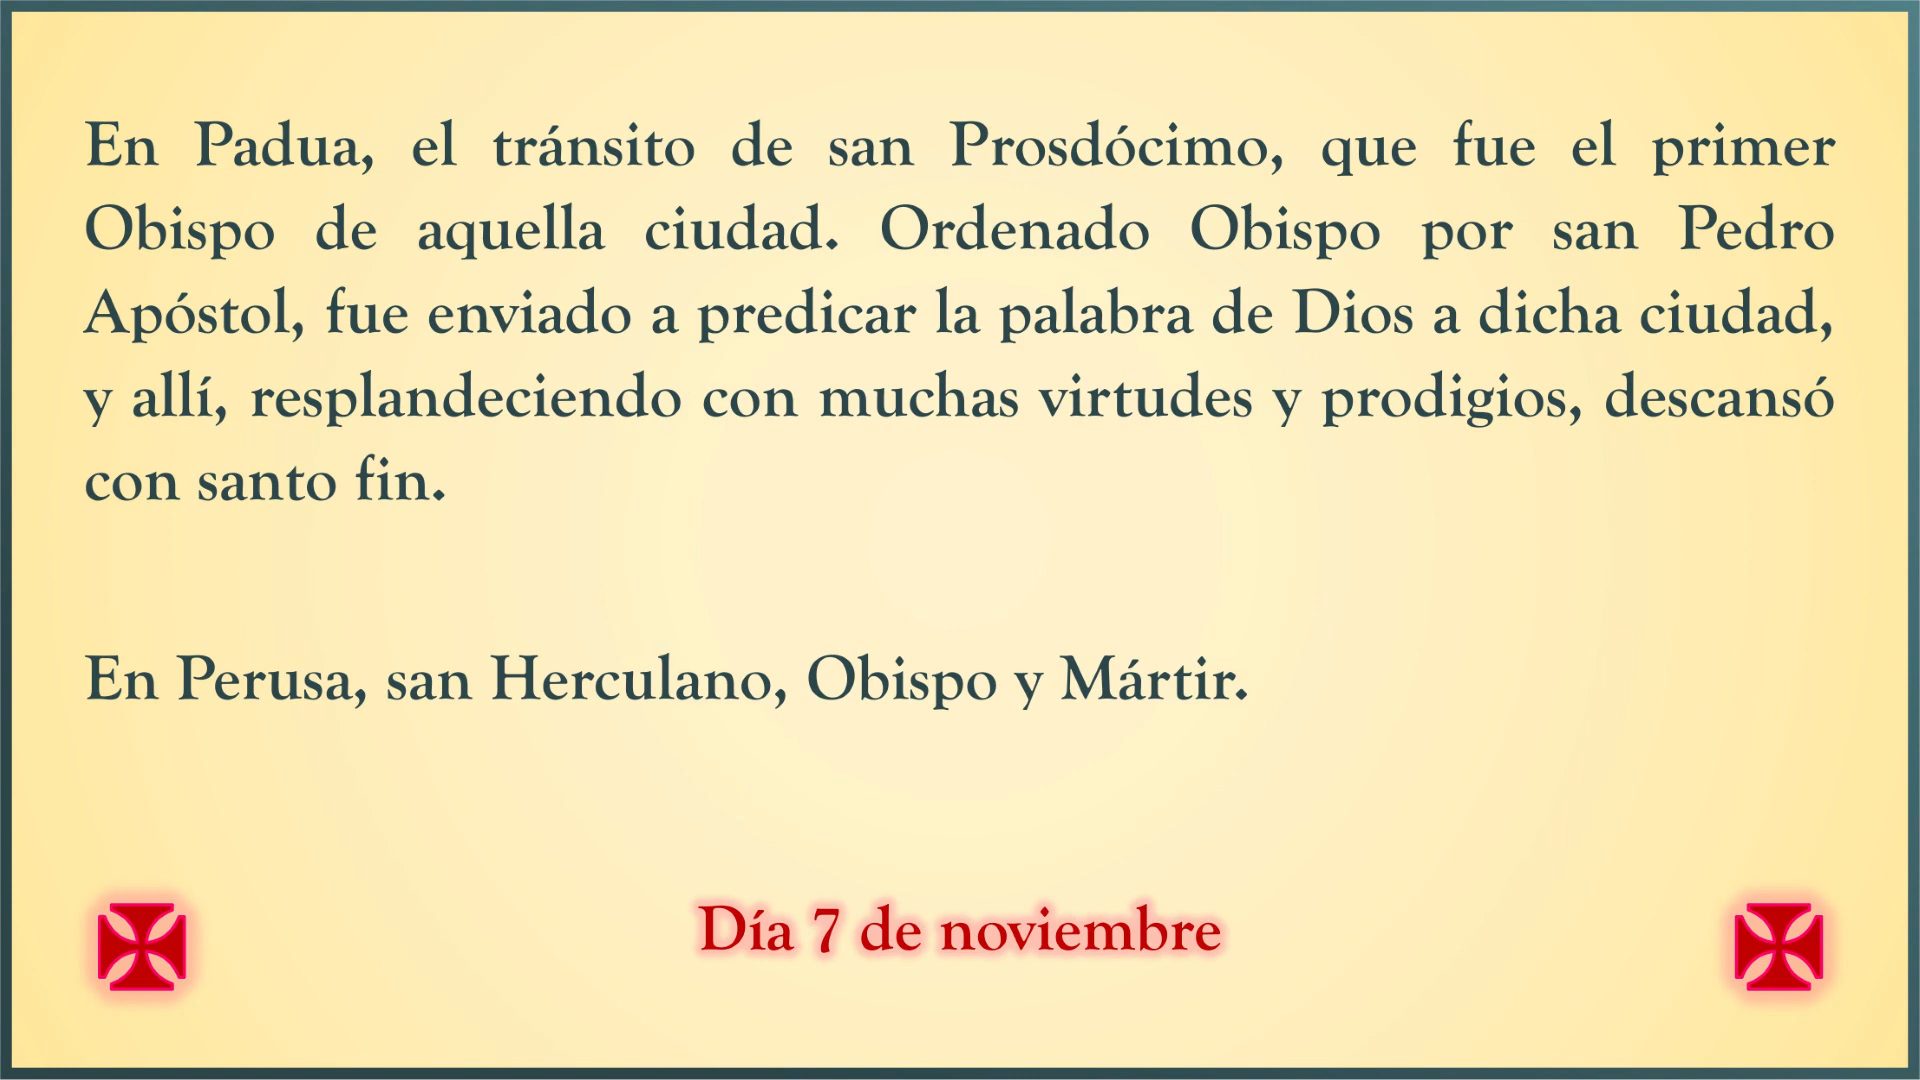 En Padua, el tránsito de san Prosdócimo, que fue el primer
Obispo de aquella ciudad. Ordenado Obispo por san Pedro
Apóstol, fue enviado a predicar la palabra de Dios a dicha ciudad,
y allí, resplandeciendo con muchas virtudes y prodigios, descansó
con santo fin.
En Perusa, san Herculano, Obispo y Mártir.
Día 7 de noviembre